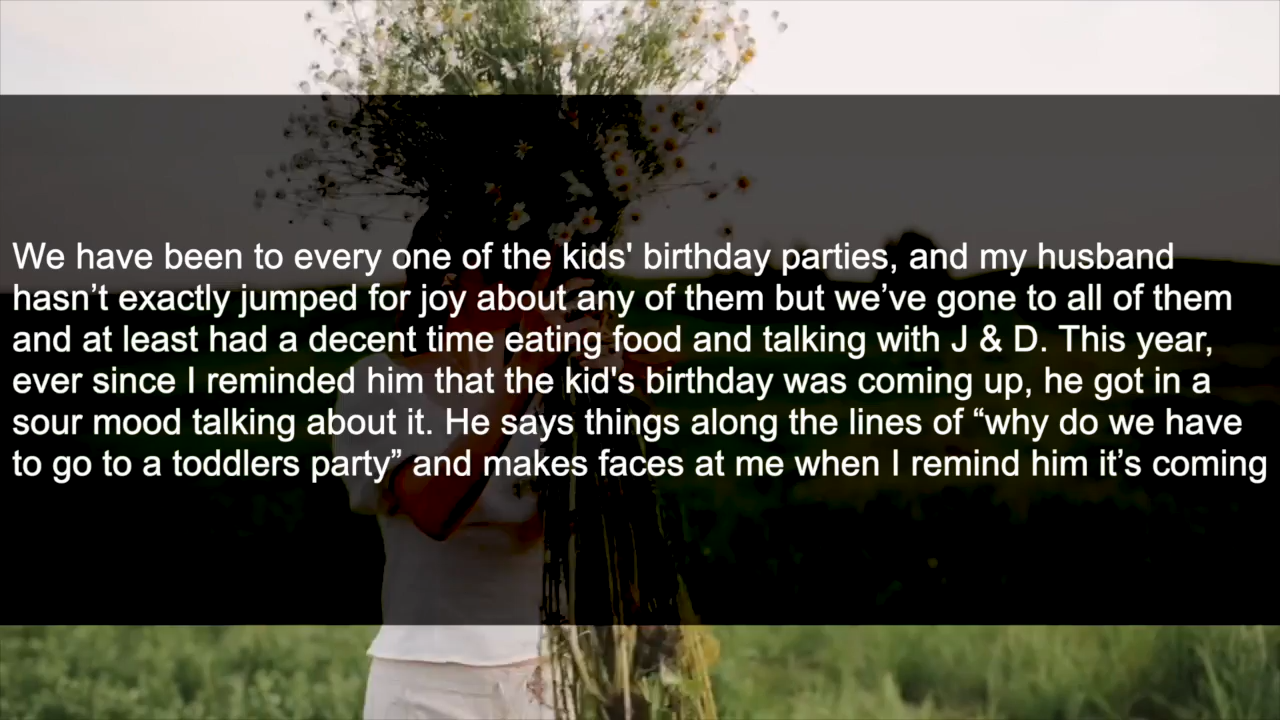 We have been to every one of the kids' birthday parties, and my husband
hasn’t exactly jumped for joy about any of them but we’ve gone to all of them
and at least had a decent time eating food and talking with J & D. This year,
ever since I reminded him that the kid's birthday was coming up, he got in a
sour mood talking about it. He says things along the lines of “why do we have
to go to a toddlers party” and makes faces at me when I remind him it’s coming